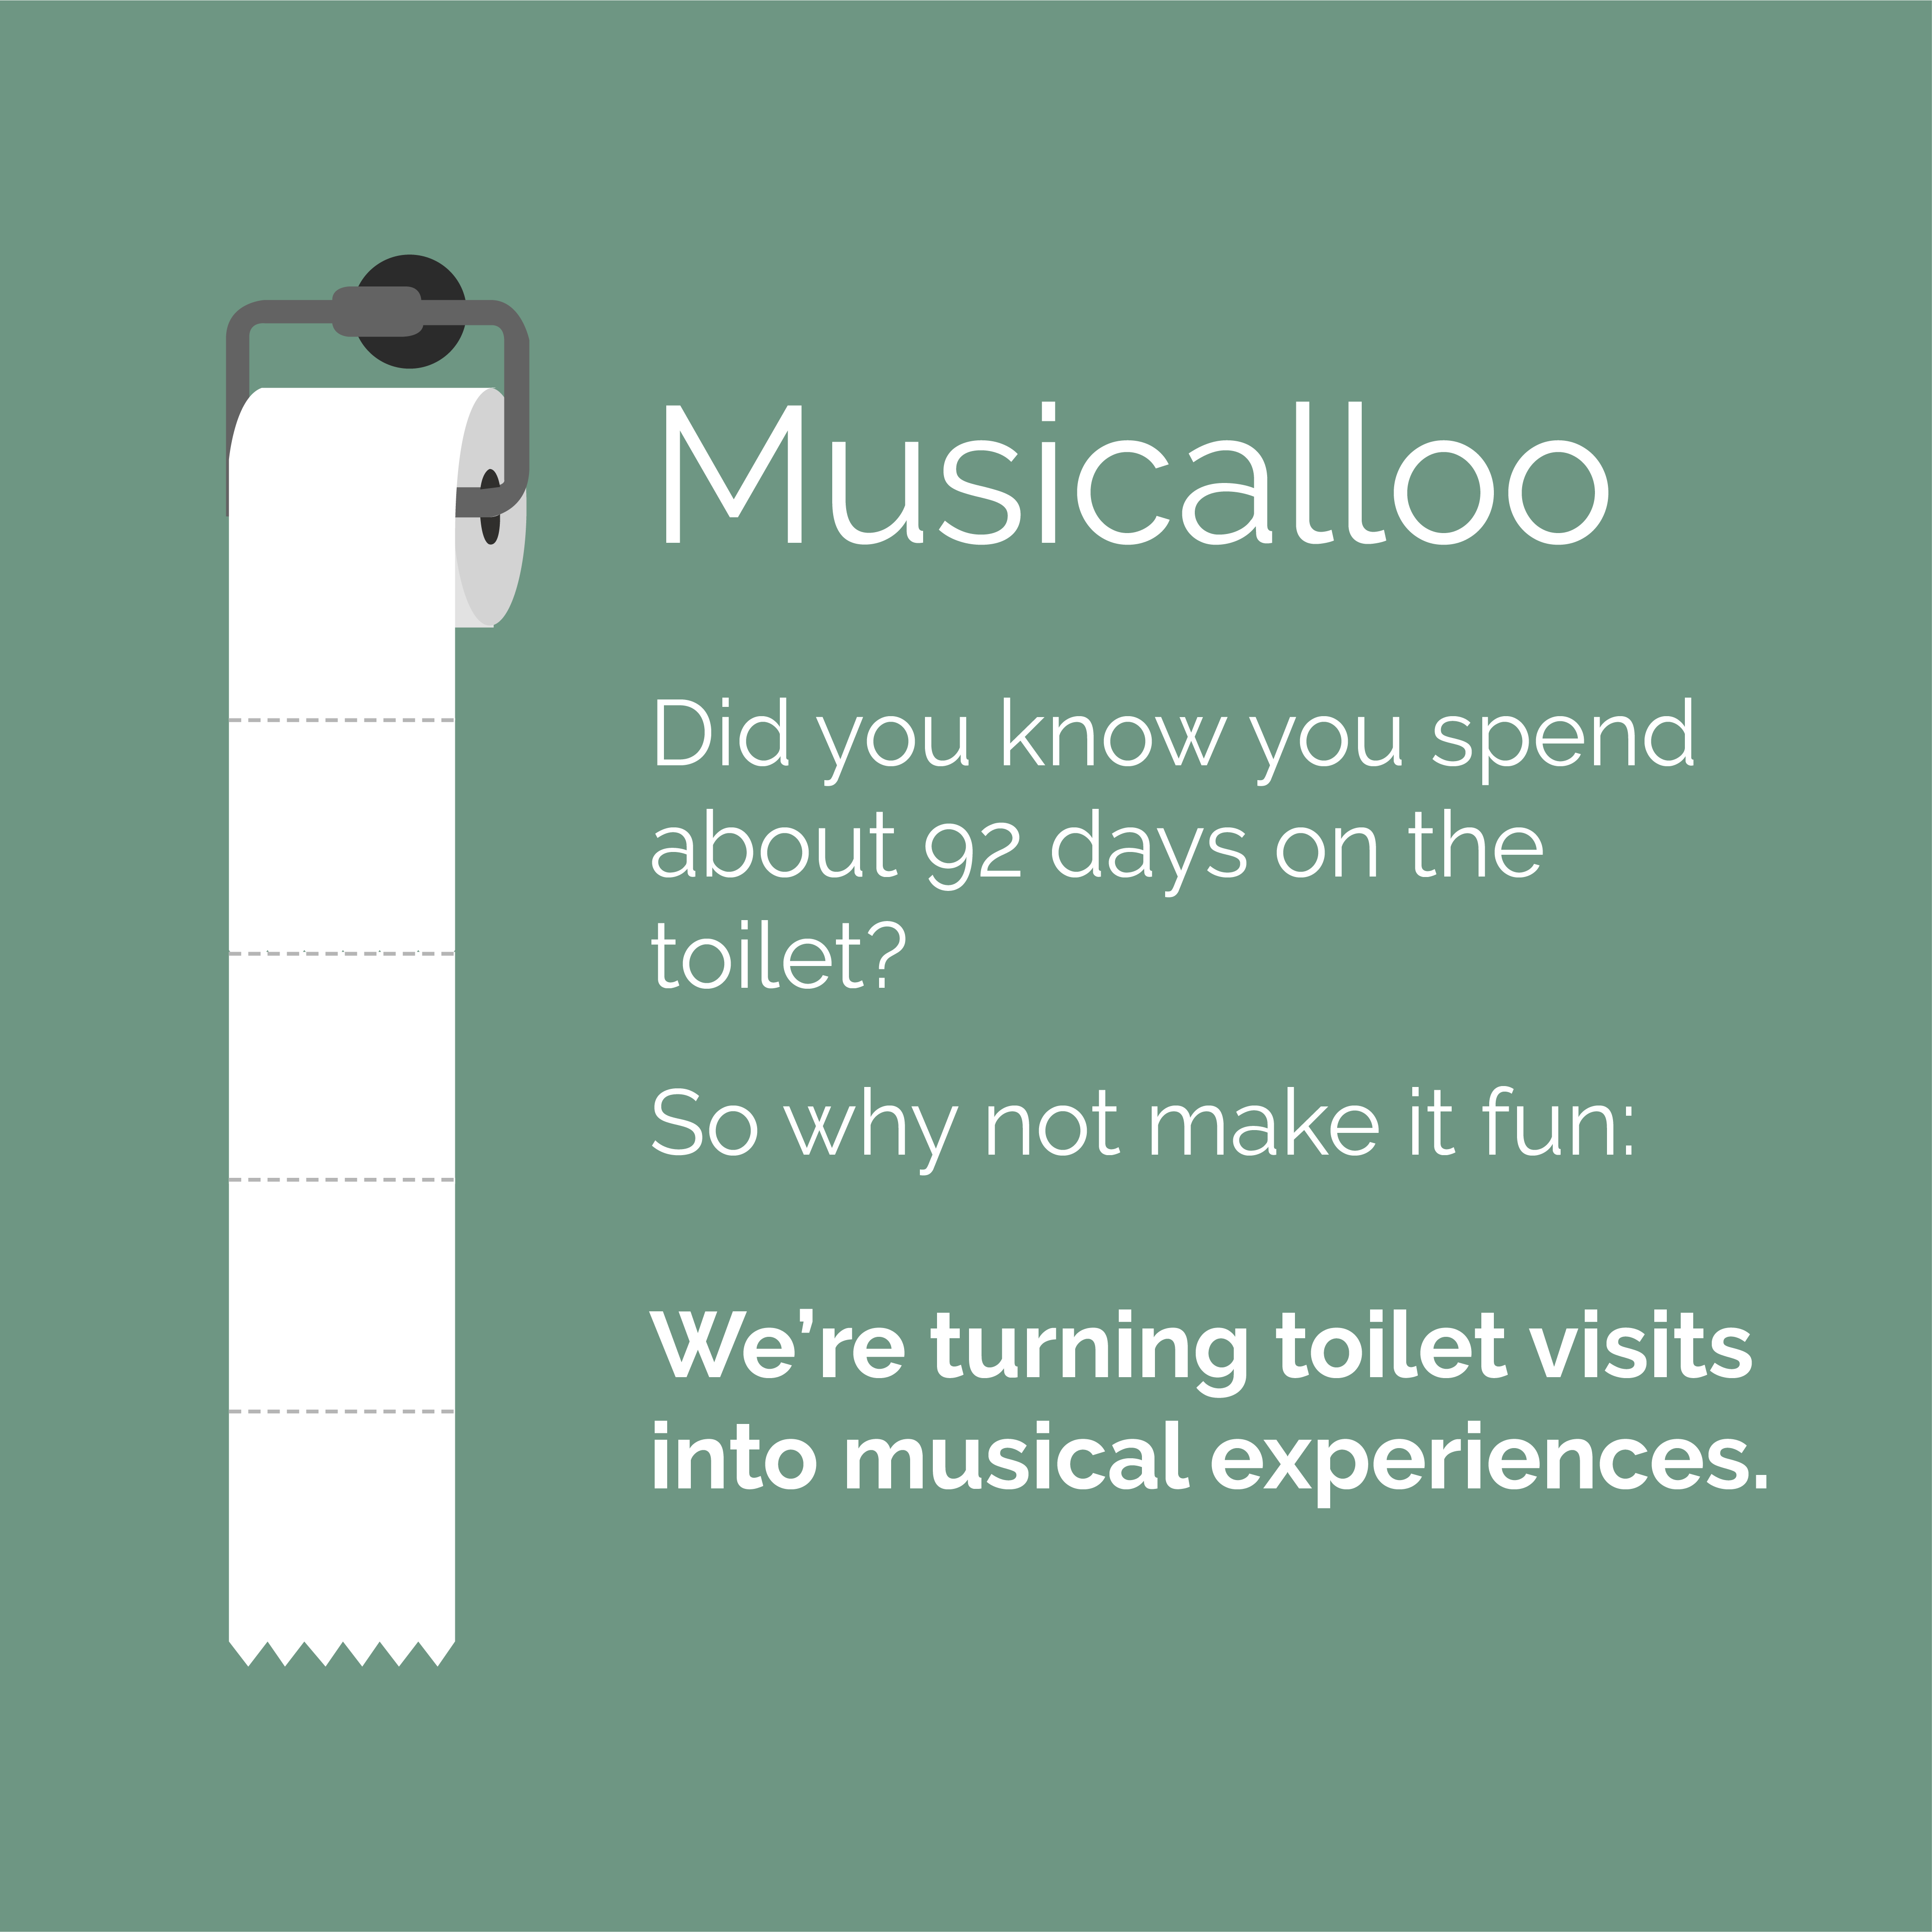 Musicalloo
Did you know you spend
about 92 days on the
toilet?
So why not make it fun:
We’re turning toilet visits
into musical experiences.